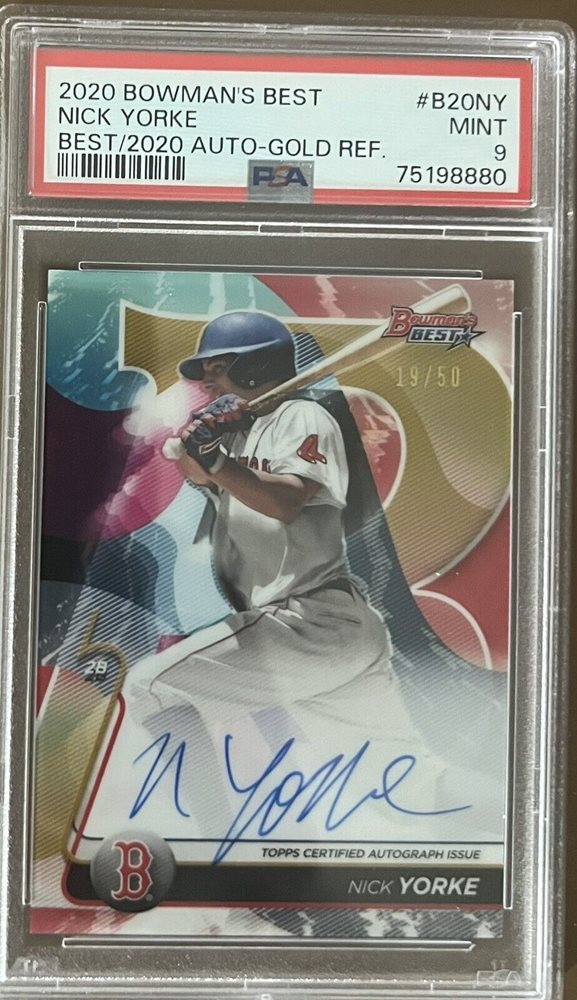 2020 BOWMAN'S BEST #B20NY
NICK YORKE MINT
BEST/2020 AUTO-GOLD REF. 9
PSA 75198880
Bowman's
BEST
19/50
2B
N Yorke
TOPPS CERTIFIED AUTOGRAPH ISSUE
B
NICK YORKE